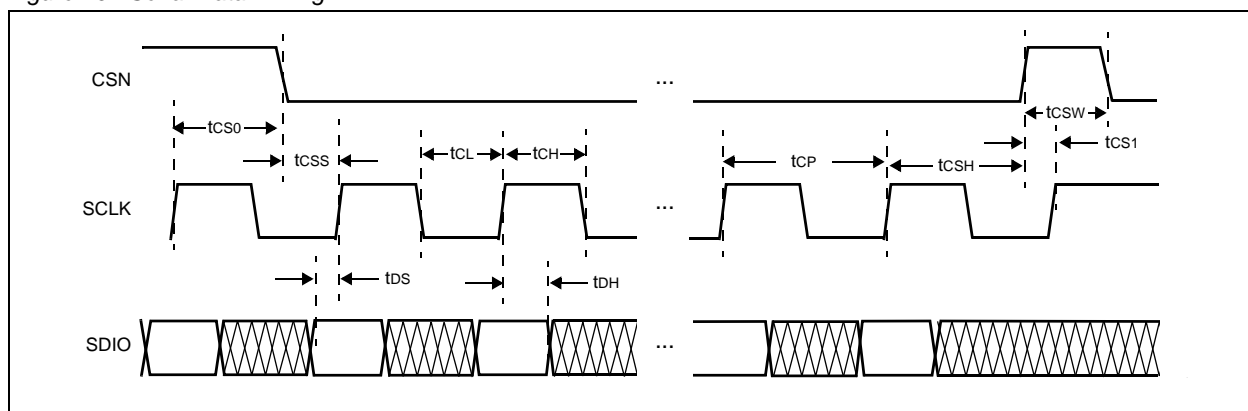 CSN
...
tCS0
tCSW
tCSS
tCL
tCH
tCP
tCSH
tCS1
SCLK
...
tDS
tDH
SDIO
...